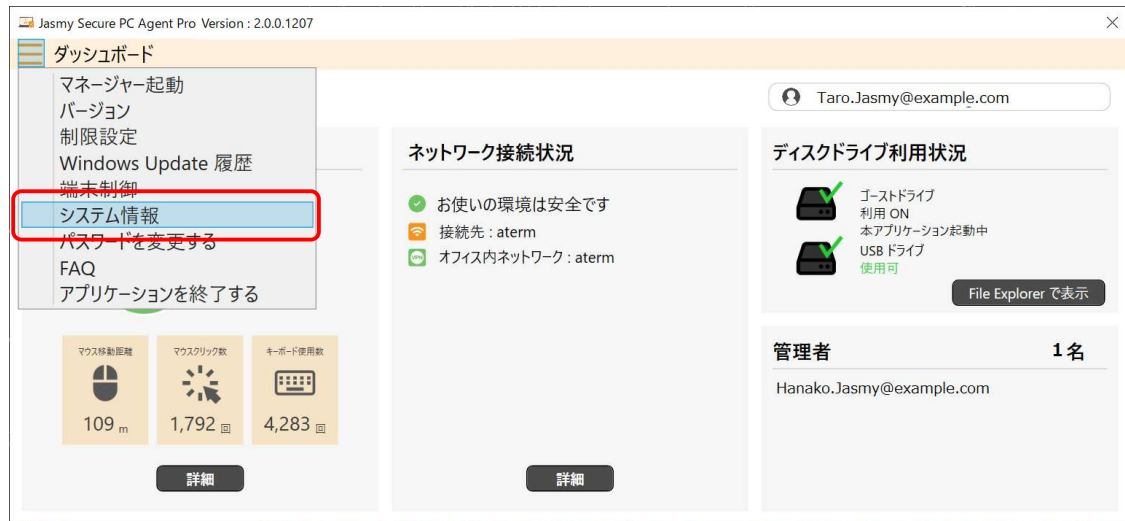 Jasmy Secure PC Agent Pro Version : 2.0.0.1207
ダッシュボード
マネージャー起動
バージョン
制限設定
Windows Update 履歴
端末制御
システム情報
パスワードを変更する
FAQ
アプリケーションを終了する
Taro.Jasmy@example.com
マウス移動距離
109 m
マウスクリック数
1,792 回
キーボード使用数
4,283 回
詳細
ネットワーク接続状況
お使いの環境は安全です
接続先 : aterm
VPN オフィス内ネットワーク : aterm
詳細
ディスクドライブ利用状況
ゴーストドライブ
利用 ON
本アプリケーション起動中
USB ドライブ
使用可
File Explorer で表示
管理者 1名
Hanako.Jasmy@example.com